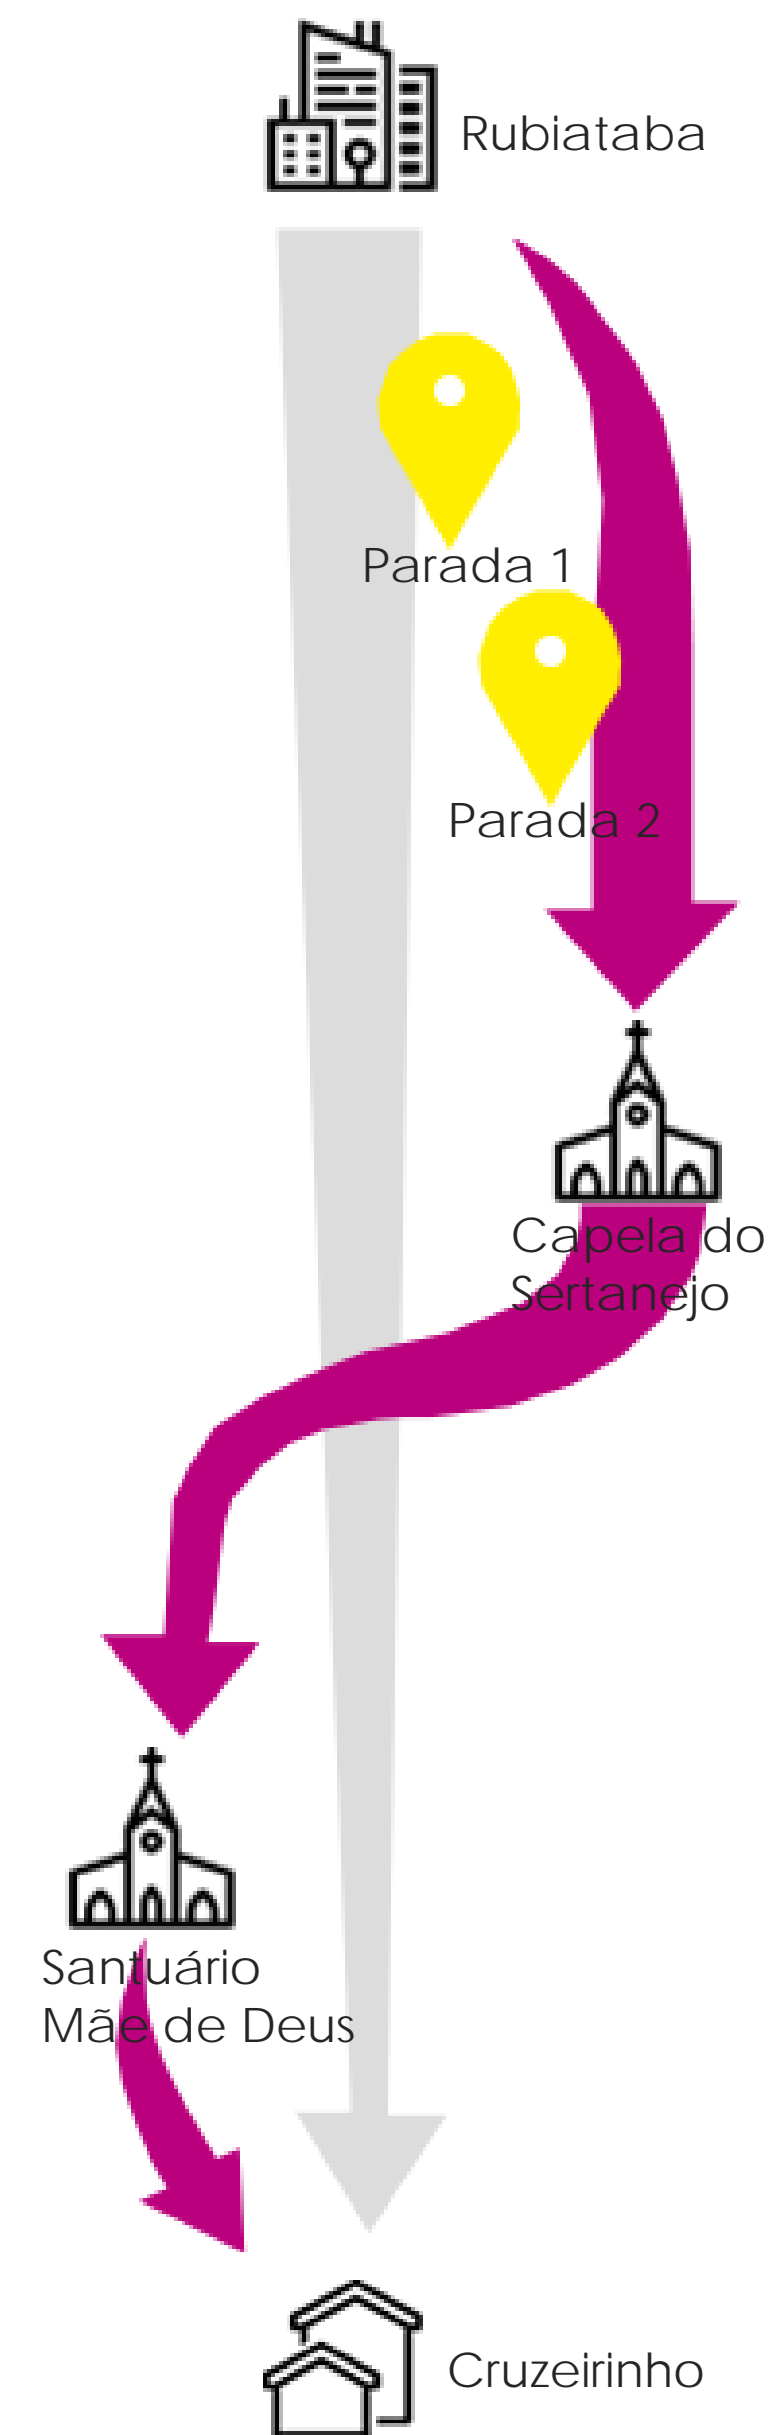 Rubiataba
Parada 1
Parada 2
Capela do
Sertanejo
Santuário
Mãe de Deus
Cruzeirinho